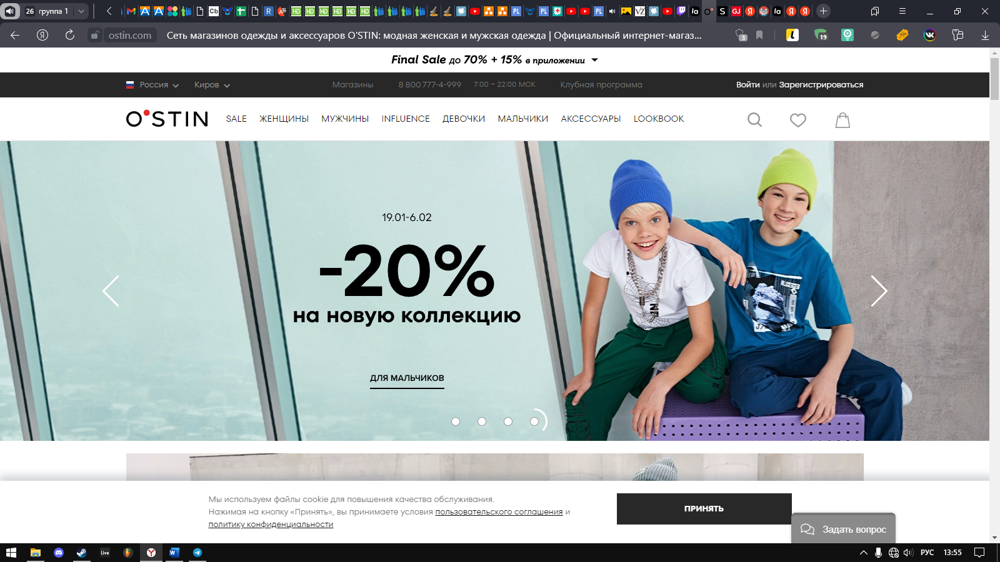 26 группа 1
ostin.com Сеть магазинов одежды и аксессуаров O'STIN: модная женская и мужская одежда | Официальный интернет-магаз...
3
19
Final Sale до 70% + 15% в приложении
Россия Киров Магазины 8 800 777-4-999 7:00 – 22:00 МСК Клубная программа Войти или Зарегистрироваться
O'STIN SALE ЖЕНЩИНЫ МУЖЧИНЫ INFLUENCE ДЕВОЧКИ МАЛЬЧИКИ АКСЕССУАРЫ LOOKBOOK
19.01-6.02
-20%
на новую коллекцию
ДЛЯ МАЛЬЧИКОВ
Мы используем файлы cookie для повышения качества обслуживания.
Нажимая на кнопку «Принять», вы принимаете условия пользовательского соглашения и
политику конфиденциальности
ПРИНЯТЬ
Задать вопрос
Live
РУС 13:55